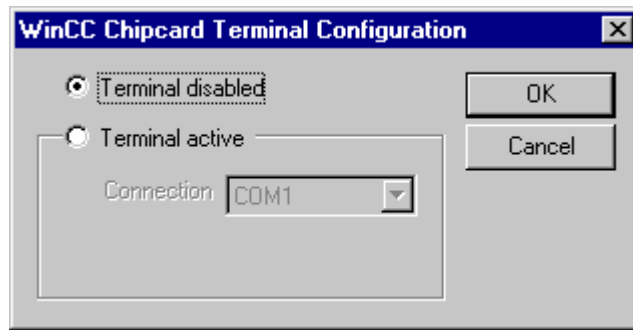 WinCC Chipcard Terminal Configuration
Terminal disabled
OK
Terminal active
Cancel
Connection COM1